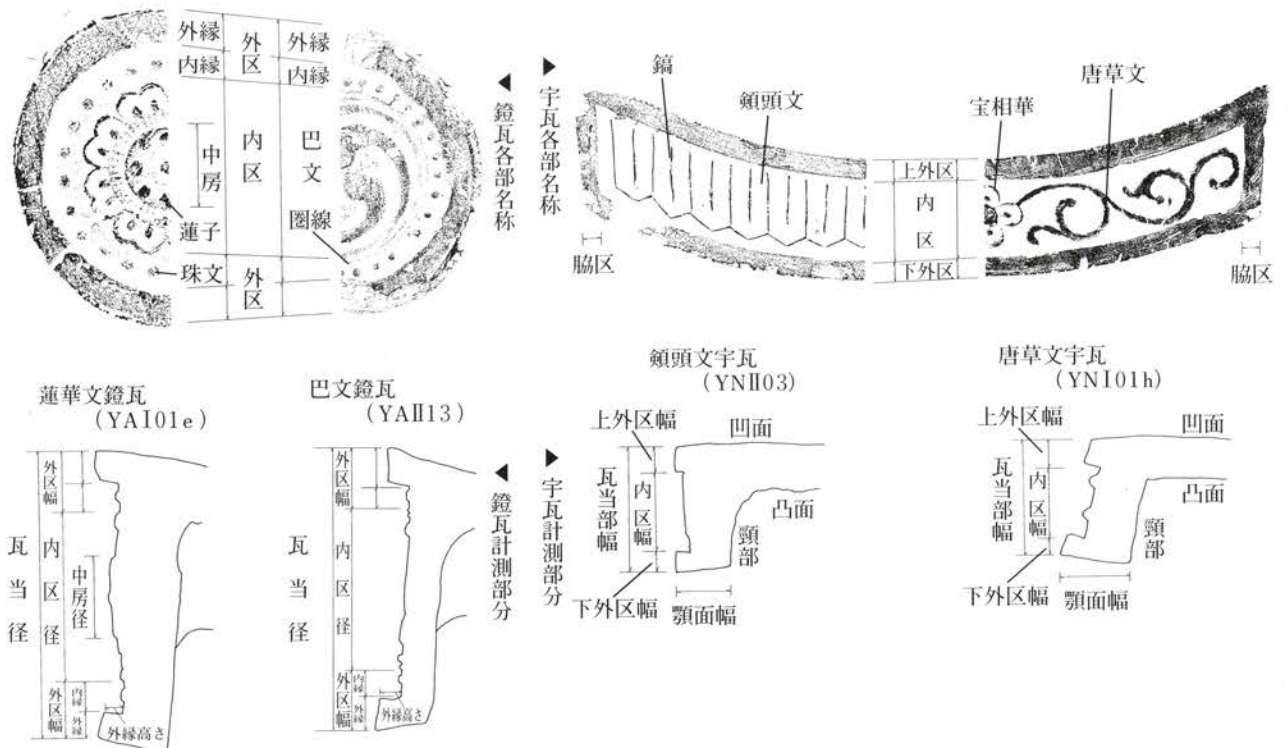 外縁
内縁
外区
外縁
内縁
中房
内区
巴文
蓮子
圏線
珠文
外区
◀鐙瓦各部名称
▶宇瓦各部名称
鎬
剣頭文
宝相華
唐草文
上外区
内区
下外区
脇区
脇区
蓮華文鐙瓦
(YAⅠ01e)
外区幅
瓦当径
内区径
中房径
外区幅
内縁
外縁
外縁高さ
巴文鐙瓦
(YAⅡ13)
外区幅
瓦当径
内区径
外区幅
内縁
外縁
外縁高さ
◀鐙瓦計測部分
▶宇瓦計測部分
剣頭文宇瓦
(YNⅡ03)
上外区幅
凹面
瓦当部幅
内区幅
凸面
頸部
下外区幅
顎面幅
唐草文宇瓦
(YNⅠ01h)
上外区幅
凹面
瓦当部幅
内区幅
凸面
頸部
下外区幅
顎面幅